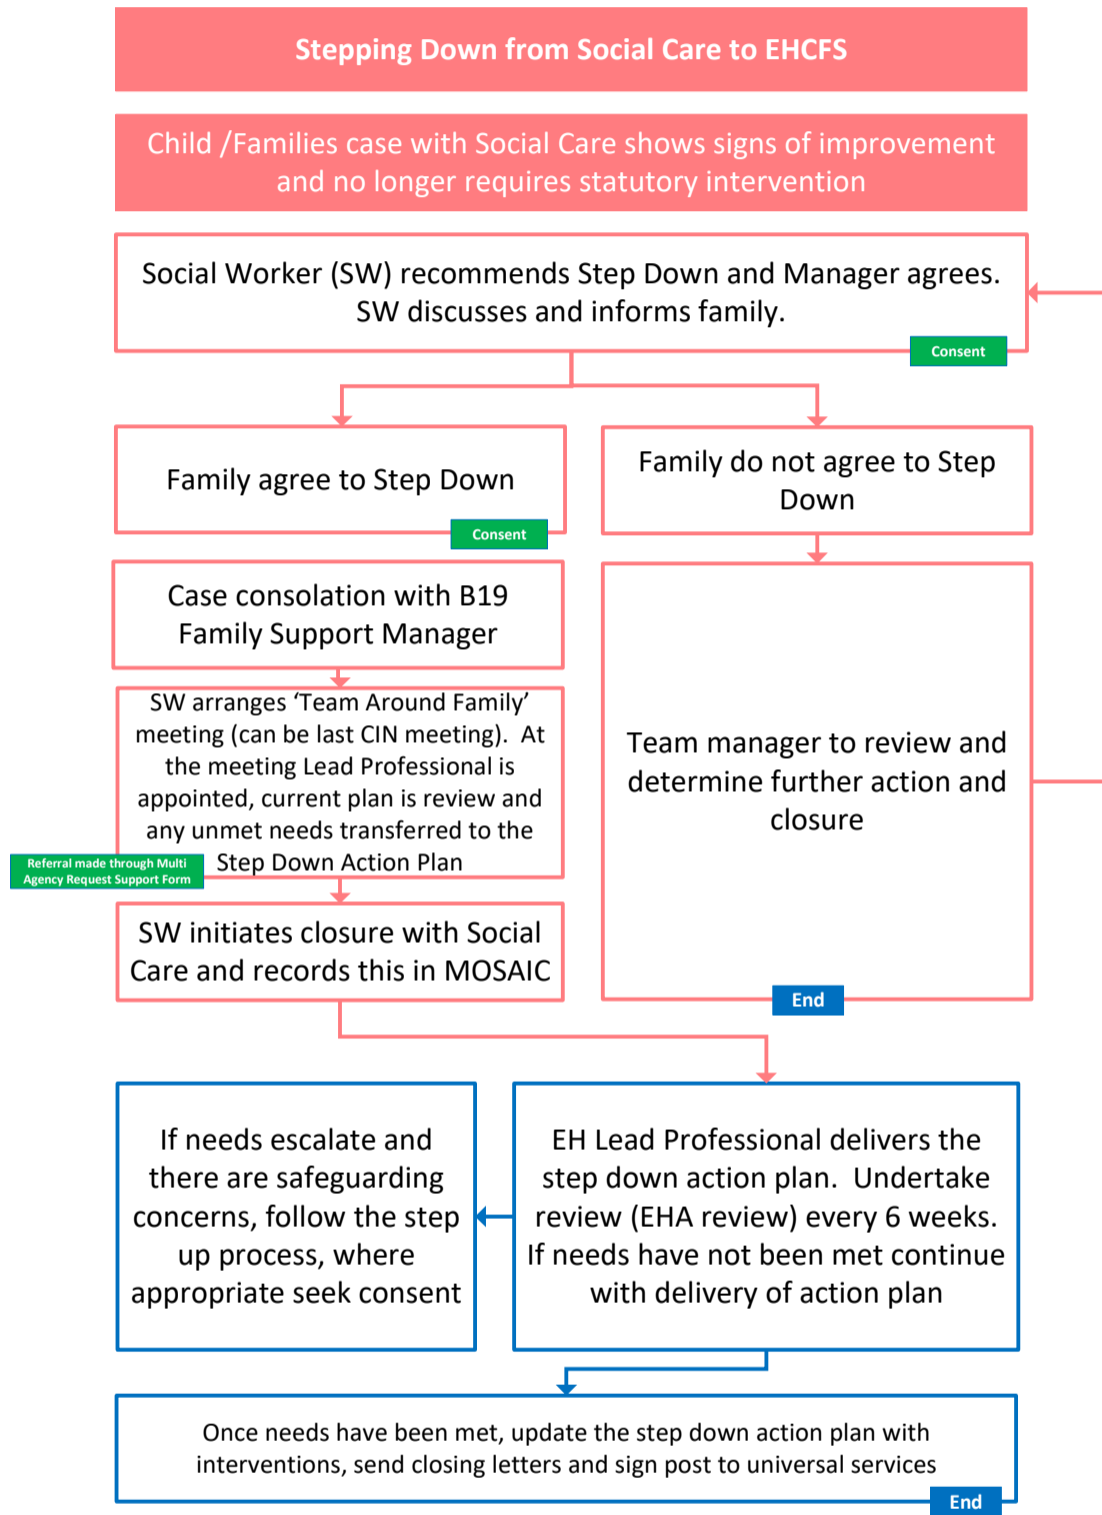 Stepping Down from Social Care to EHCFS
Child /Families case with Social Care shows signs of improvement
and no longer requires statutory intervention
Social Worker (SW) recommends Step Down and Manager agrees.
SW discusses and informs family.
Consent
Family agree to Step Down
Consent
Family do not agree to Step
Down
Case consolation with B19
Family Support Manager
SW arranges ‘Team Around Family’
meeting (can be last CIN meeting).  At
the meeting Lead Professional is
appointed, current plan is review and
any unmet needs transferred to the
Step Down Action Plan
Referral made through Multi
Agency Request Support Form
Team manager to review and
determine further action and
closure
End
SW initiates closure with Social
Care and records this in MOSAIC
If needs escalate and
there are safeguarding
concerns, follow the step
up process, where
appropriate seek consent
EH Lead Professional delivers the
step down action plan.  Undertake
review (EHA review) every 6 weeks.
If needs have not been met continue
with delivery of action plan
Once needs have been met, update the step down action plan with
interventions, send closing letters and sign post to universal services
End